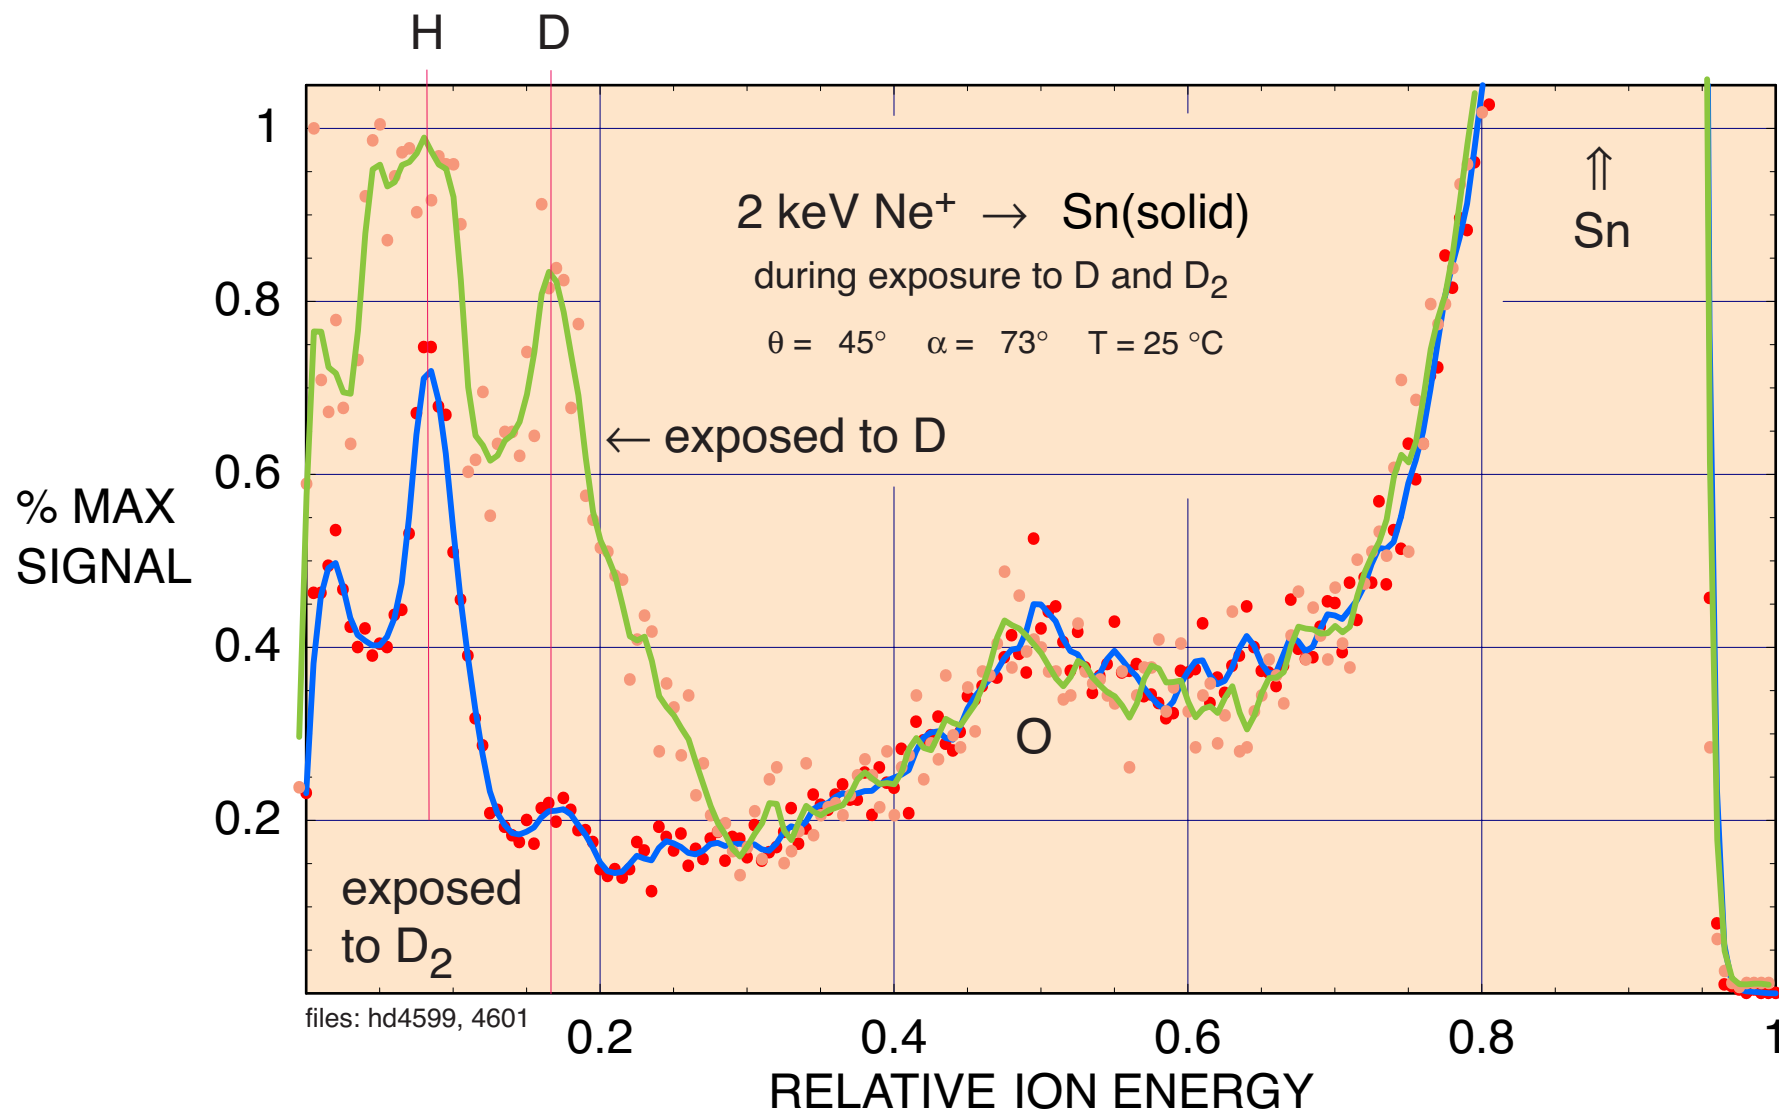 H D
1
0.8
0.6
0.4
0.2
% MAX
SIGNAL
2 keV Ne⁺ → Sn(solid)
during exposure to D and D₂
θ = 45° α = 73° T = 25 °C
⇑
Sn
← exposed to D
O
exposed
to D₂
files: hd4599, 4601
0.2 0.4 0.6 0.8 1
RELATIVE ION ENERGY